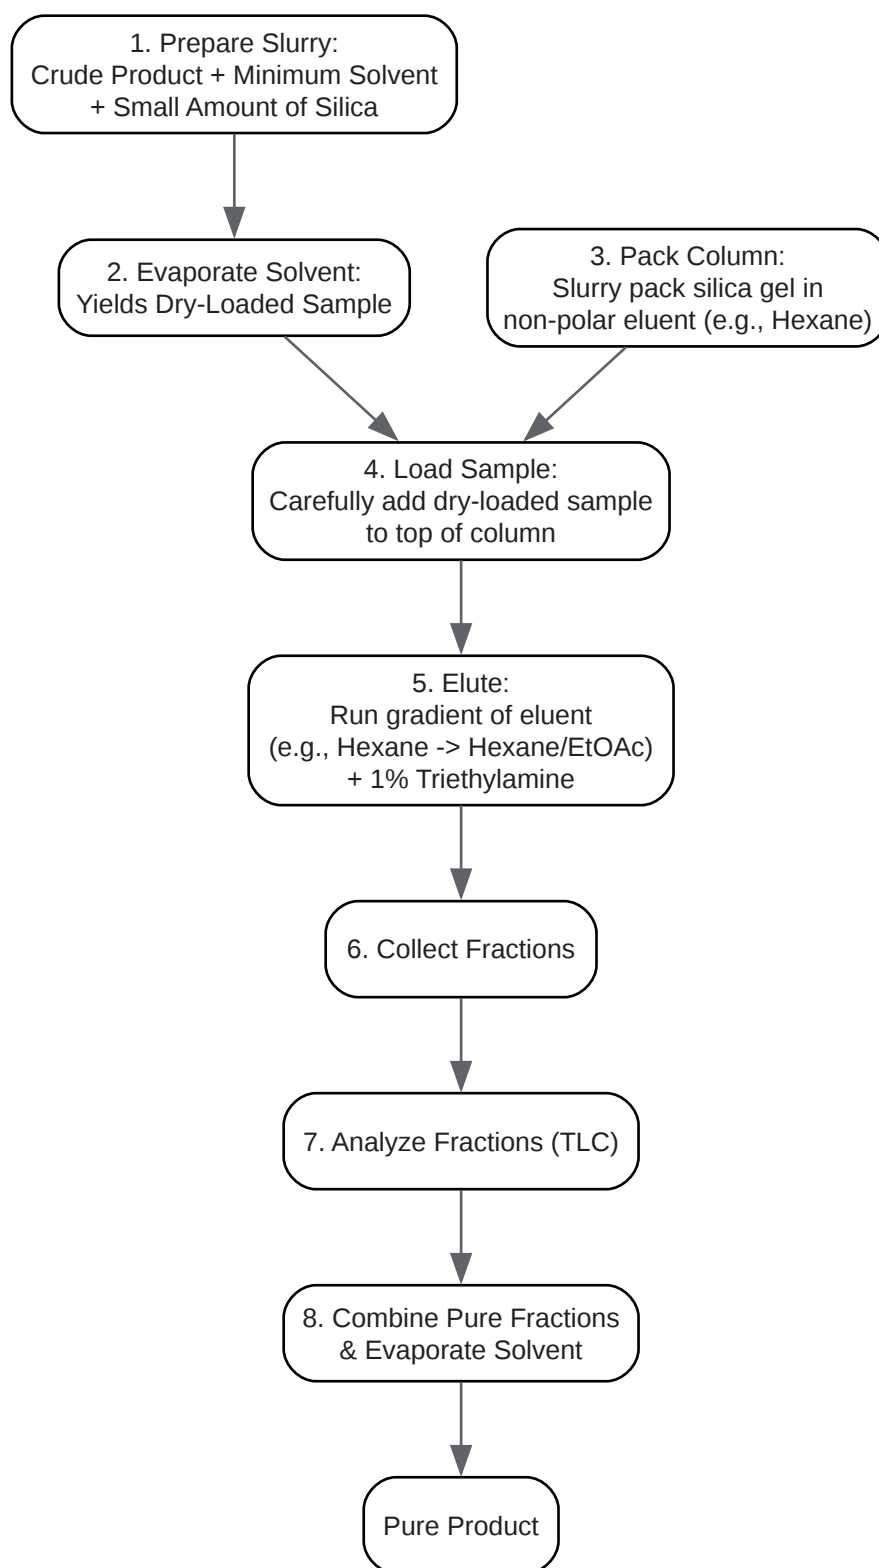 1. Prepare Slurry:
Crude Product + Minimum Solvent
+ Small Amount of Silica
2. Evaporate Solvent:
Yields Dry-Loaded Sample
3. Pack Column:
Slurry pack silica gel in
non-polar eluent (e.g., Hexane)
4. Load Sample:
Carefully add dry-loaded sample
to top of column
5. Elute:
Run gradient of eluent
(e.g., Hexane -> Hexane/EtOAc)
+ 1% Triethylamine
6. Collect Fractions
7. Analyze Fractions (TLC)
8. Combine Pure Fractions
& Evaporate Solvent
Pure Product